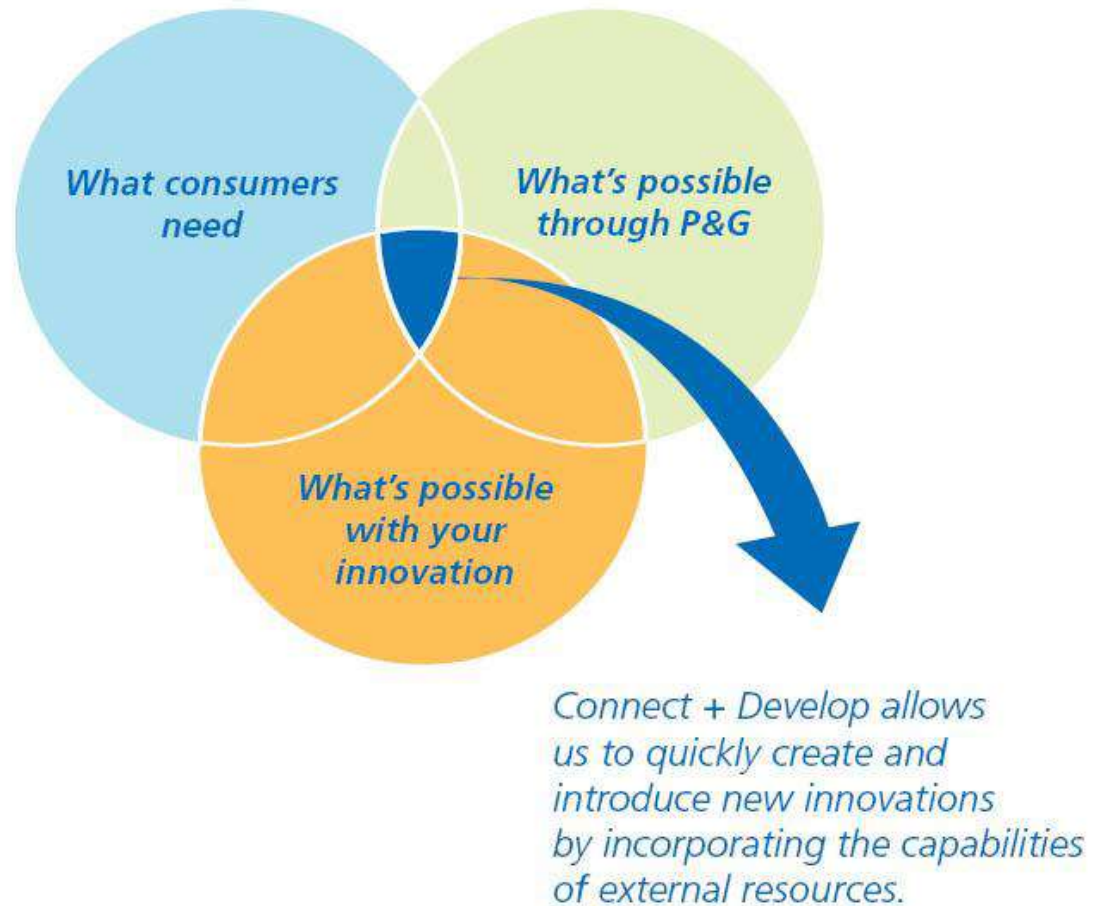 What consumers
need
What's possible
through P&G
What's possible
with your
innovation
Connect + Develop allows
us to quickly create and
introduce new innovations
by incorporating the capabilities
of external resources.